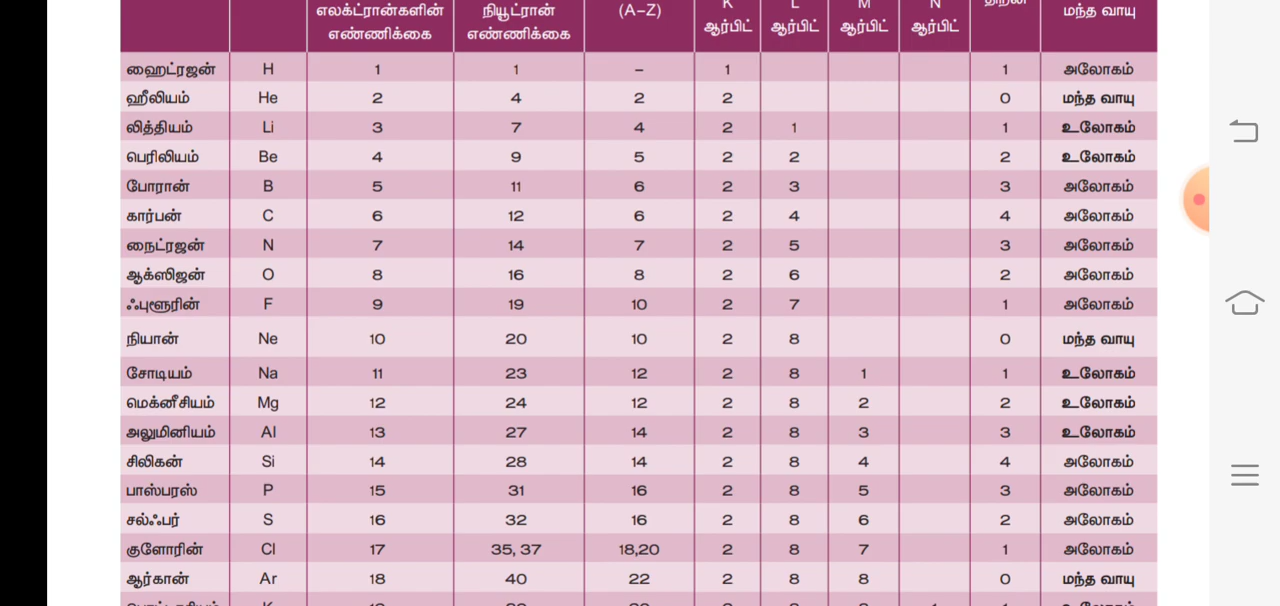 எலக்ட்ரான்களின் எண்ணிக்கை நியூட்ரான் எண்ணிக்கை (A–Z) K ஆர்பிட் L ஆர்பிட் M ஆர்பிட் N ஆர்பிட் மந்த வாயு
ஹைட்ரஜன் H 1 1 – 1 1 அலோகம்
ஹீலியம் He 2 4 2 2 0 மந்த வாயு
லித்தியம் Li 3 7 4 2 1 1 உலோகம்
பெரிலியம் Be 4 9 5 2 2 2 உலோகம்
போரான் B 5 11 6 2 3 3 அலோகம்
கார்பன் C 6 12 6 2 4 4 அலோகம்
நைட்ரஜன் N 7 14 7 2 5 3 அலோகம்
ஆக்ஸிஜன் O 8 16 8 2 6 2 அலோகம்
ஃபுளூரின் F 9 19 10 2 7 1 அலோகம்
நியான் Ne 10 20 10 2 8 0 மந்த வாயு
சோடியம் Na 11 23 12 2 8 1 1 உலோகம்
மெக்னீசியம் Mg 12 24 12 2 8 2 2 உலோகம்
அலுமினியம் Al 13 27 14 2 8 3 3 உலோகம்
சிலிகன் Si 14 28 14 2 8 4 4 அலோகம்
பாஸ்பரஸ் P 15 31 16 2 8 5 3 அலோகம்
சல்ஃபர் S 16 32 16 2 8 6 2 அலோகம்
குளோரின் Cl 17 35, 37 18,20 2 8 7 1 அலோகம்
ஆர்கான் Ar 18 40 22 2 8 8 0 மந்த வாயு